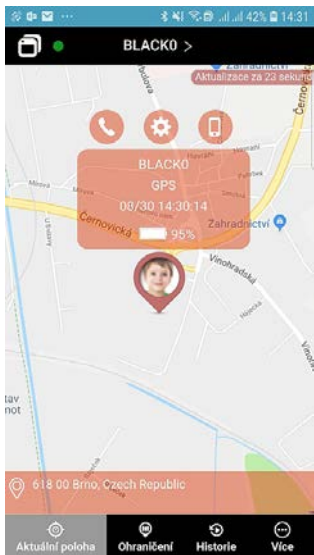 42% 14:31
BLACK0 >
Aktualizace za 23 sekund
BLACK0
GPS
08/30 14:30:14
95%
Černovická
Zahradnictví
Vinohradská
Hájecká
618 00 Brno, Czech Republic
Aktuální poloha
Ohraničení
Historie
Více